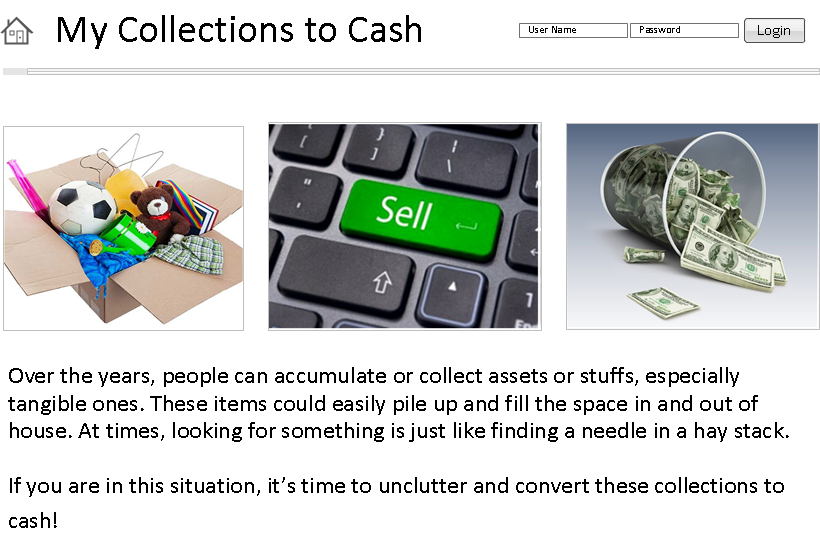 My Collections to Cash
User Name
Password
Login
Sell
Over the years, people can accumulate or collect assets or stuffs, especially
tangible ones. These items could easily pile up and fill the space in and out of
house. At times, looking for something is just like finding a needle in a hay stack.
If you are in this situation, it’s time to unclutter and convert these collections to
cash!